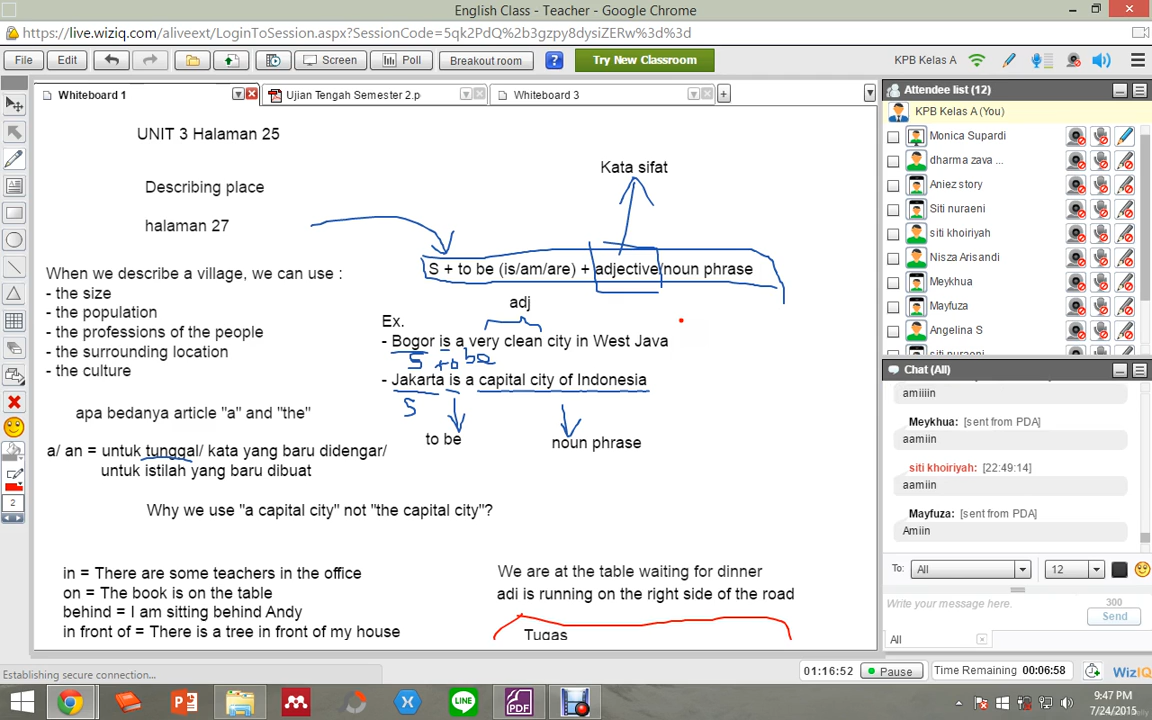 English Class - Teacher - Google Chrome
https://live.wiziq.com/aliveext/LoginToSession.aspx?SessionCode=5qk2PdQ%2b3gzpy8dysiZERw%3d%3d
File
Edit
Screen
Poll
Breakout room
?
Try New Classroom
KPB Kelas A
Whiteboard 1
Ujian Tengah Semester 2.p
Whiteboard 3
Attendee list (12)
KPB Kelas A (You)
Monica Supardi
dharma zava ...
Aniez story
Siti nuraeni
siti khoiriyah
Nisza Arisandi
Meykhua
Mayfuza
Angelina S
siti nuraeni
UNIT 3 Halaman 25
Describing place
halaman 27
Kata sifat
S + to be (is/am/are) + adjective/noun phrase
When we describe a village, we can use :
- the size
- the population
- the professions of the people
- the surrounding location
- the culture
adj
Ex.
- Bogor is a very clean city in West Java
S to be
- Jakarta is a capital city of Indonesia
S
to be
noun phrase
apa bedanya article "a" and "the"
a/ an = untuk tunggal/ kata yang baru didengar/
untuk istilah yang baru dibuat
Why we use "a capital city" not "the capital city"?
in = There are some teachers in the office
on = The book is on the table
behind = I am sitting behind Andy
in front of = There is a tree in front of my house
We are at the table waiting for dinner
adi is running on the right side of the road
Tugas
2
Chat (All)
amiiin
Meykhua: [sent from PDA]
aamiin
siti khoiriyah: [22:49:14]
aamiin
Mayfuza: [sent from PDA]
Amiin
To:
All
12
Write your message here.
300
Send
All
Establishing secure connection...
01:16:52
Pause
Time Remaining 00:06:58
WizIQ
LINE
PDF
9:47 PM
7/24/2015